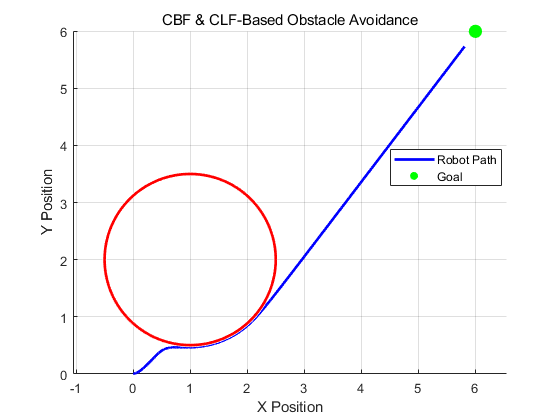 CBF & CLF-Based Obstacle Avoidance
6
5
4
3
2
1
0
Y Position
Robot Path
Goal
-1 0 1 2 3 4 5 6
X Position